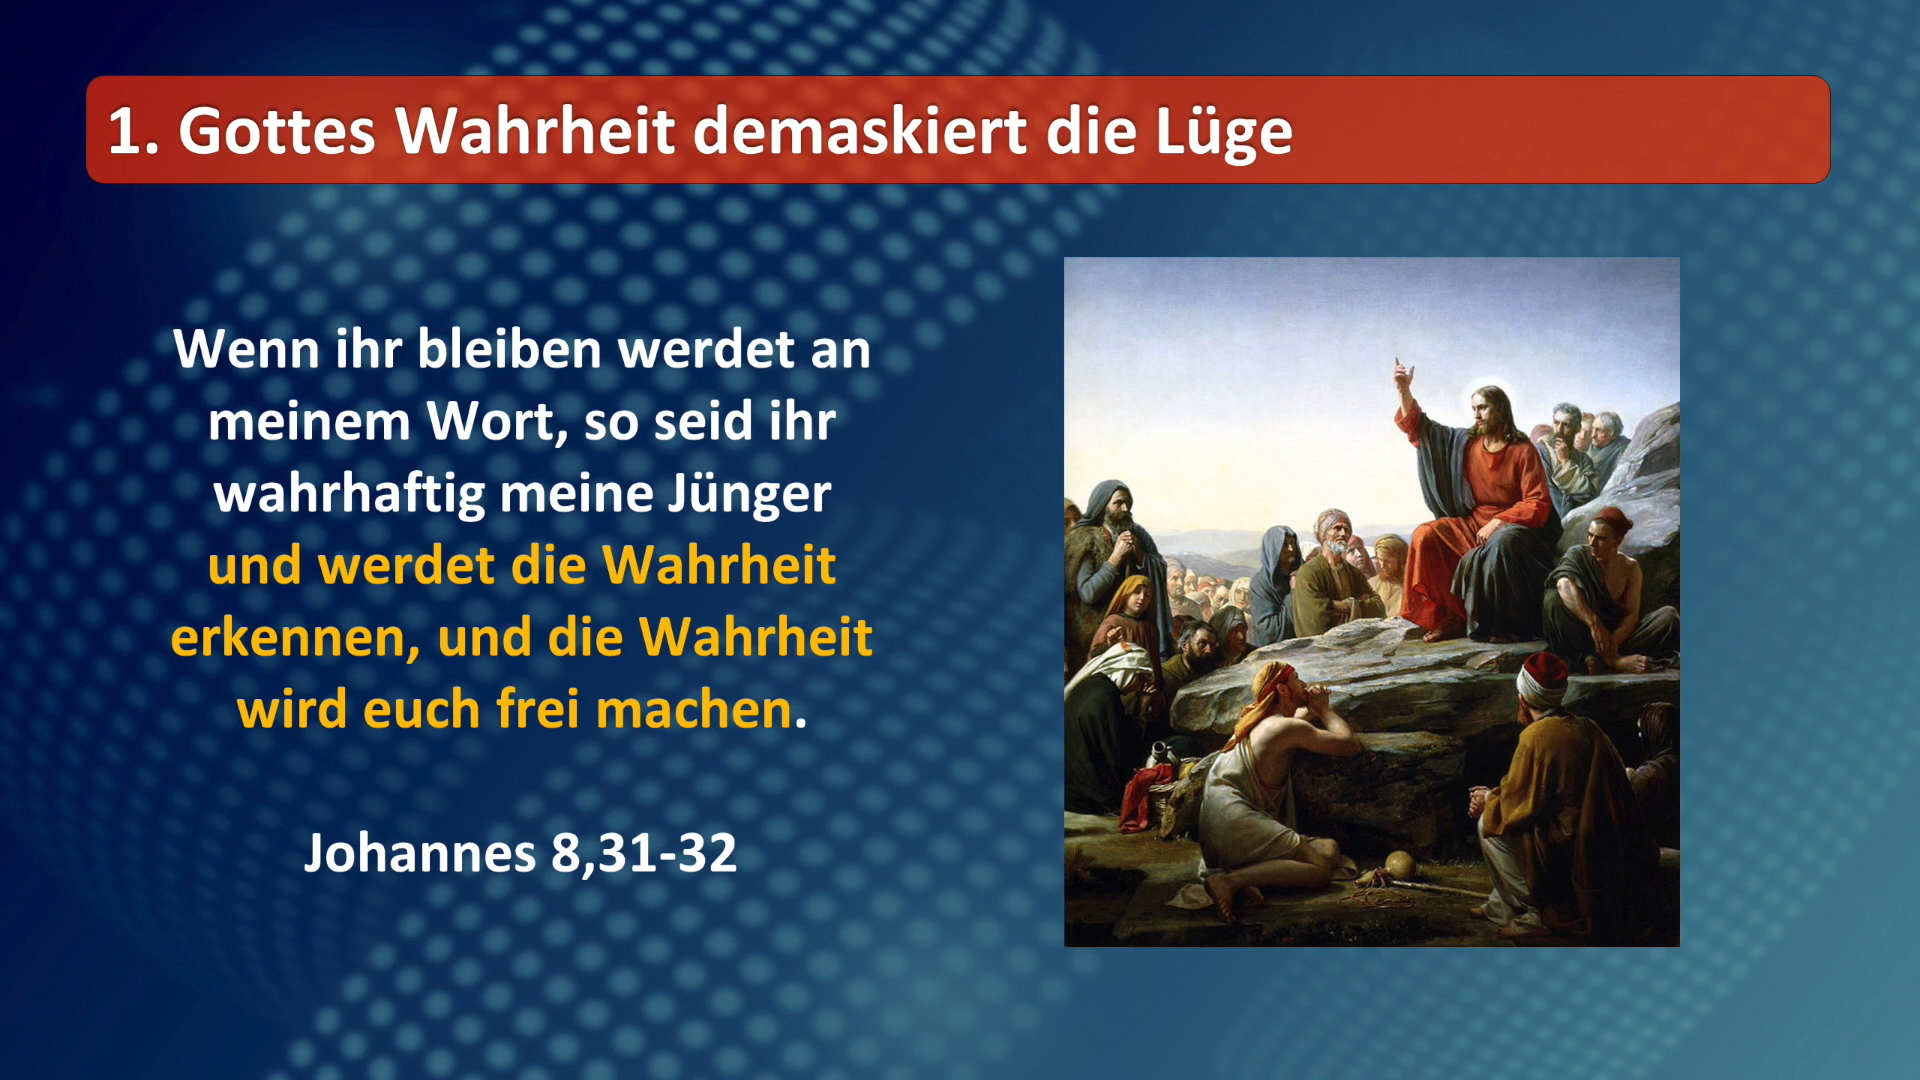 1. Gottes Wahrheit demaskiert die Lüge
Wenn ihr bleiben werdet an
meinem Wort, so seid ihr
wahrhaftig meine Jünger
und werdet die Wahrheit
erkennen, und die Wahrheit
wird euch frei machen.
Johannes 8,31-32